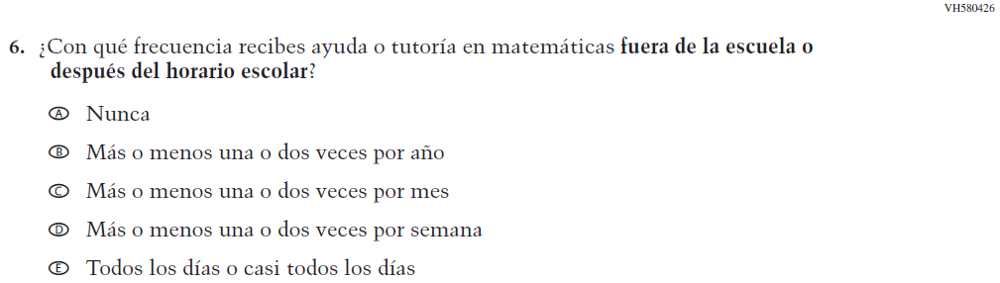 VH580426
6. ¿Con qué frecuencia recibes ayuda o tutoría en matemáticas fuera de la escuela o
después del horario escolar?
A Nunca
B Más o menos una o dos veces por año
C Más o menos una o dos veces por mes
D Más o menos una o dos veces por semana
E Todos los días o casi todos los días